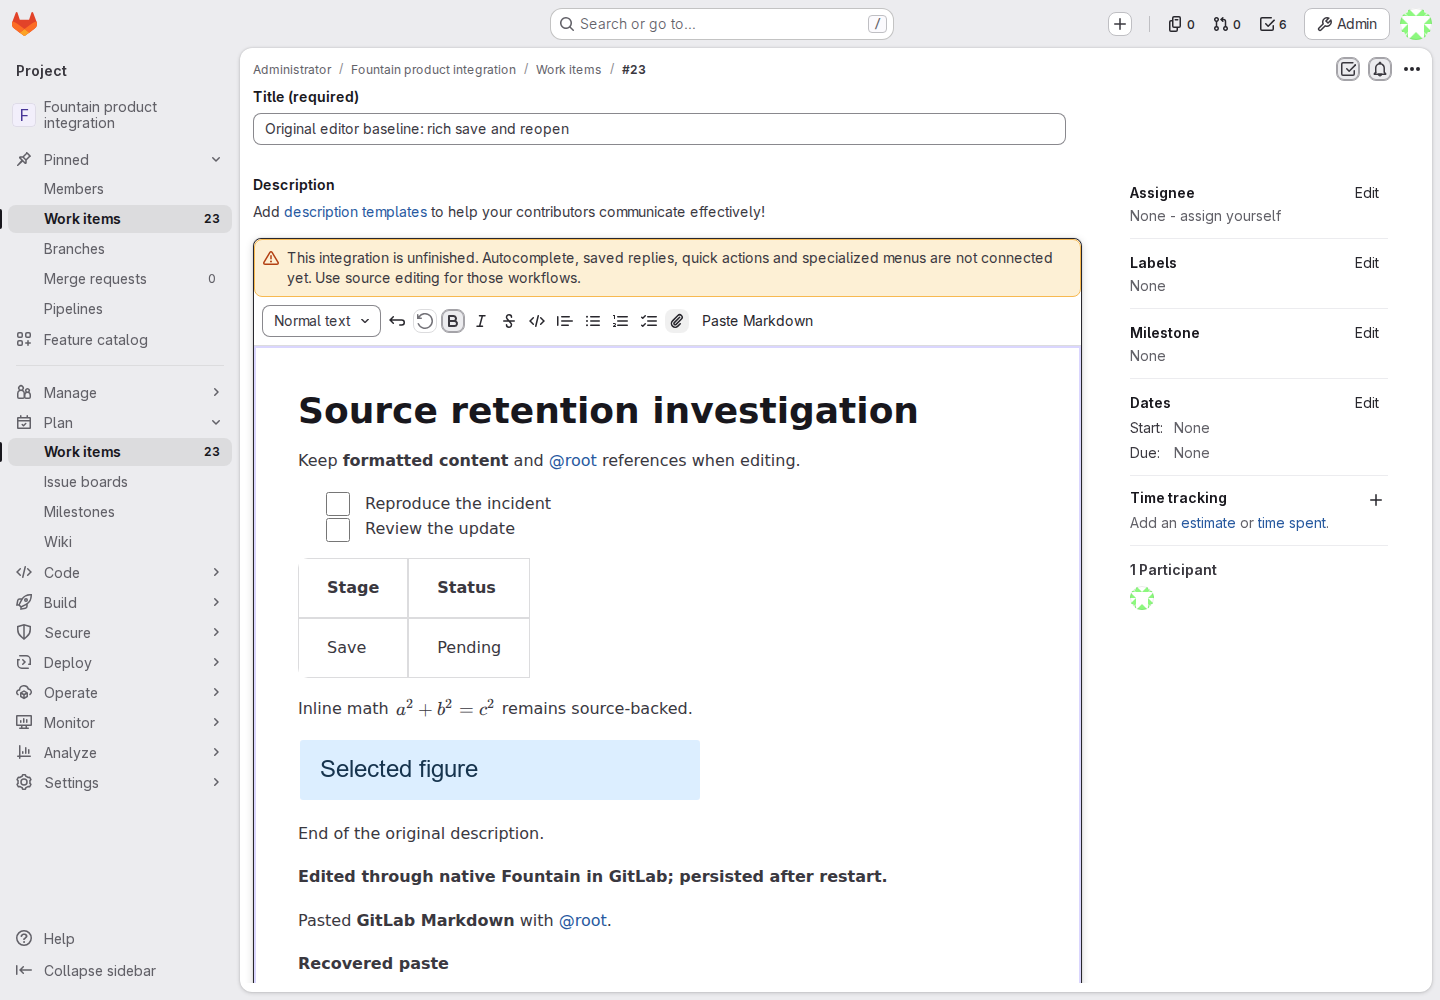 Search or go to...
/
0
0
6
Admin
Project
F
Fountain product
integration
Pinned
Members
Work items 23
Branches
Merge requests 0
Pipelines
Feature catalog
Manage
Plan
Work items 23
Issue boards
Milestones
Wiki
Code
Build
Secure
Deploy
Operate
Monitor
Analyze
Settings
Help
Collapse sidebar
Administrator / Fountain product integration / Work items / #23
Title (required)
Original editor baseline: rich save and reopen
Description
Add description templates to help your contributors communicate effectively!
This integration is unfinished. Autocomplete, saved replies, quick actions and specialized menus are not connected
yet. Use source editing for those workflows.
Normal text
Paste Markdown
Source retention investigation
Keep formatted content and @root references when editing.
Reproduce the incident
Review the update
Stage Status
Save Pending
Inline math a² + b² = c² remains source-backed.
Selected figure
End of the original description.
Edited through native Fountain in GitLab; persisted after restart.
Pasted GitLab Markdown with @root.
Recovered paste
Assignee Edit
None - assign yourself
Labels Edit
None
Milestone Edit
None
Dates Edit
Start: None
Due: None
Time tracking
Add an estimate or time spent.
1 Participant